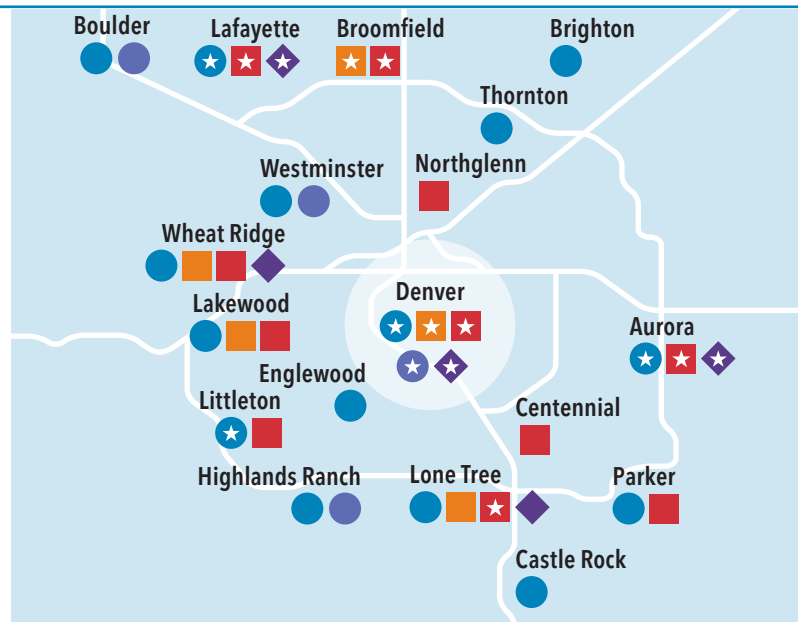 Boulder
Lafayette
Broomfield
Brighton
Thornton
Westminster
Northglenn
Wheat Ridge
Lakewood
Denver
Aurora
Englewood
Littleton
Centennial
Highlands Ranch
Lone Tree
Parker
Castle Rock